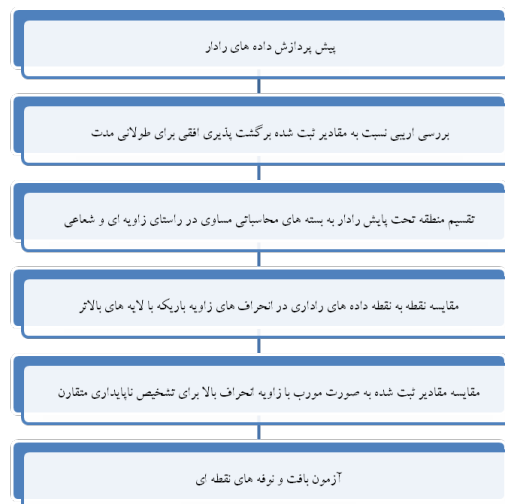 پیش پردازش داده های رادار
بررسی اریبی نسبت به مقادیر ثبت شده برگشت پذیری افقی برای طولانی مدت
تقسیم منطقه تحت پایش رادار به بسته های محاسباتی مساوی در راستای زاویه ای و شعاعی
مقایسه نقطه به نقطه داده های راداری در انحراف های زاویه باریکه با لایه های بالاتر
مقایسه مقادیر ثبت شده به صورت مورب با زاویه انحراف بالا برای تشخیص ناپایداری متقارن
آزمون بافت و نوفه های نقطه ای